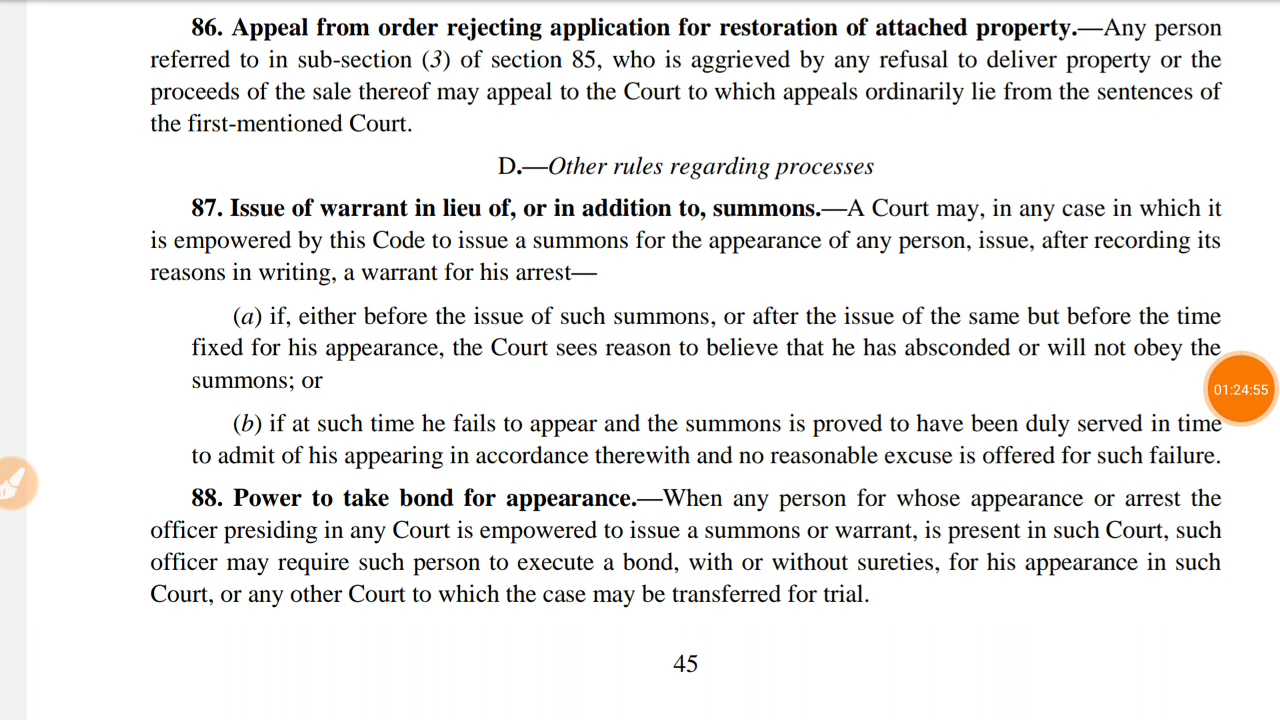 86. Appeal from order rejecting application for restoration of attached property.—Any person
referred to in sub-section (3) of section 85, who is aggrieved by any refusal to deliver property or the
proceeds of the sale thereof may appeal to the Court to which appeals ordinarily lie from the sentences of
the first-mentioned Court.
D.—Other rules regarding processes
87. Issue of warrant in lieu of, or in addition to, summons.—A Court may, in any case in which it
is empowered by this Code to issue a summons for the appearance of any person, issue, after recording its
reasons in writing, a warrant for his arrest—
(a) if, either before the issue of such summons, or after the issue of the same but before the time
fixed for his appearance, the Court sees reason to believe that he has absconded or will not obey the
summons; or
01:24:55
(b) if at such time he fails to appear and the summons is proved to have been duly served in time
to admit of his appearing in accordance therewith and no reasonable excuse is offered for such failure.
88. Power to take bond for appearance.—When any person for whose appearance or arrest the
officer presiding in any Court is empowered to issue a summons or warrant, is present in such Court, such
officer may require such person to execute a bond, with or without sureties, for his appearance in such
Court, or any other Court to which the case may be transferred for trial.
45